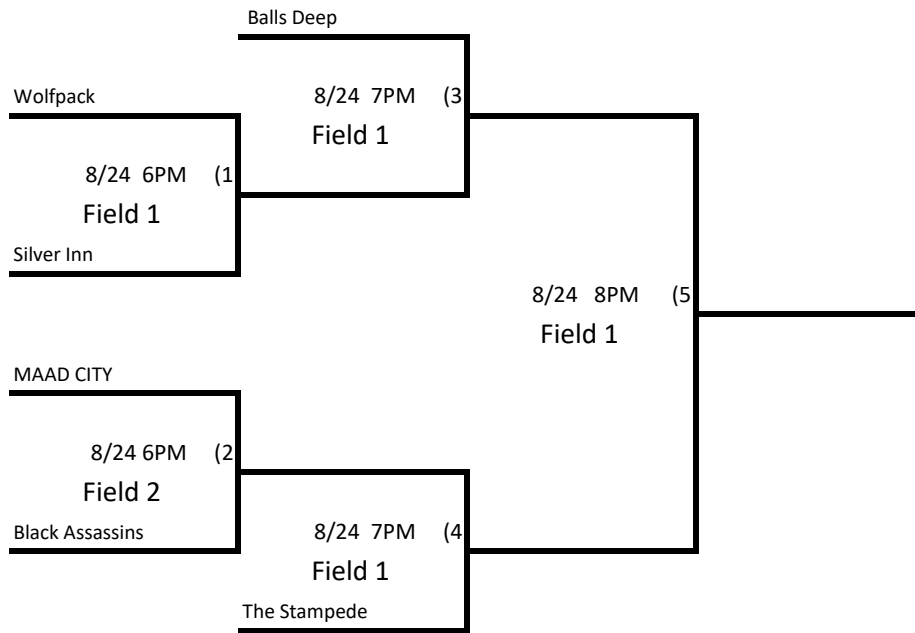 Balls Deep
Wolfpack
8/24 7PM (3
Field 1
8/24 6PM (1
Field 1
Silver Inn
8/24 8PM (5
Field 1
MAAD CITY
8/24 6PM (2
Field 2
Black Assassins
8/24 7PM (4
Field 1
The Stampede